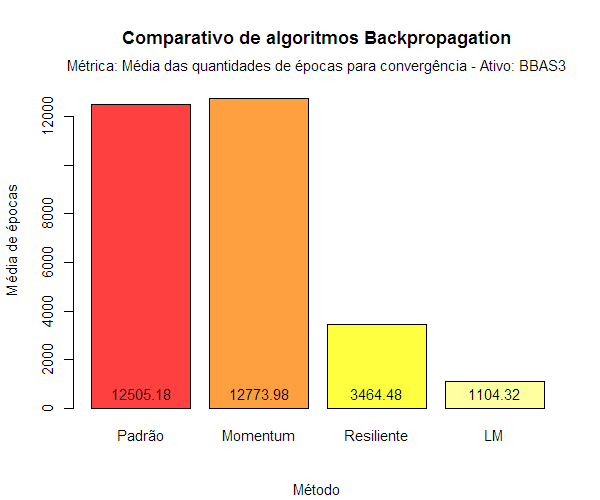 Comparativo de algoritmos Backpropagation
Métrica: Média das quantidades de épocas para convergência - Ativo: BBAS3
Média de épocas
12000
8000
6000
4000
2000
0
12505.18
12773.98
3464.48
1104.32
Padrão
Momentum
Resiliente
LM
Método